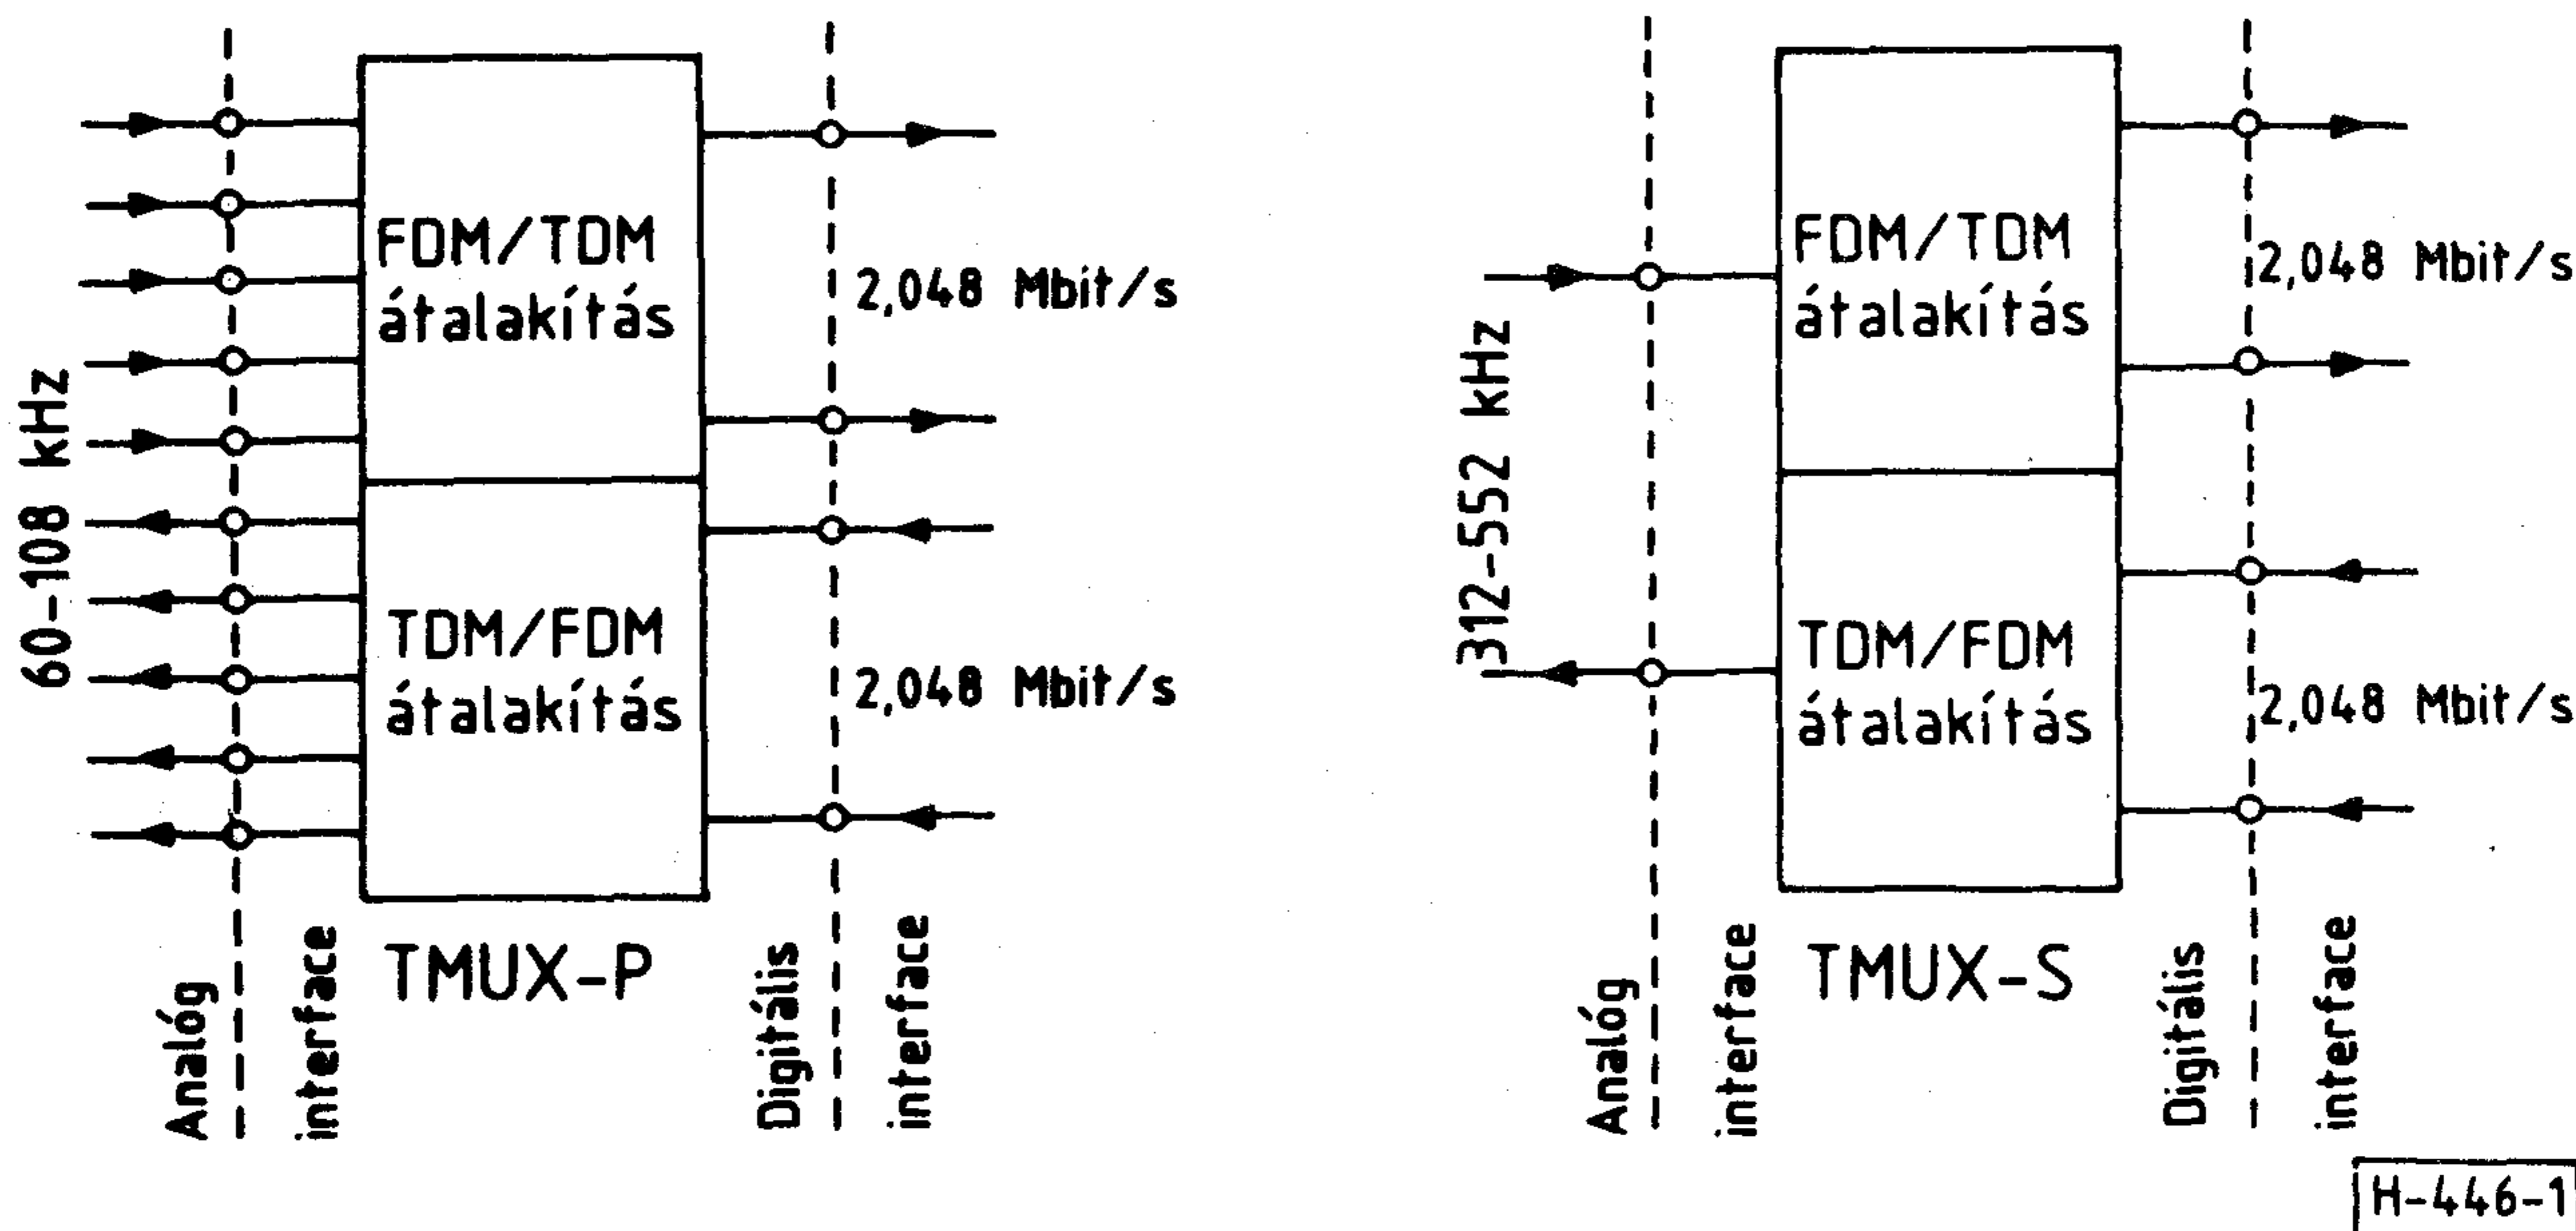 60-108 kHz
FDM/TDM
átalakítás
2,048 Mbit/s
TDM/FDM
átalakítás
2,048 Mbit/s
Analóg
interface
TMUX-P
Digitális
interface
312-552 kHz
FDM/TDM
átalakítás
2,048 Mbit/s
TDM/FDM
átalakítás
2,048 Mbit/s
Analóg
interface
TMUX-S
Digitális
interface
H-446-1